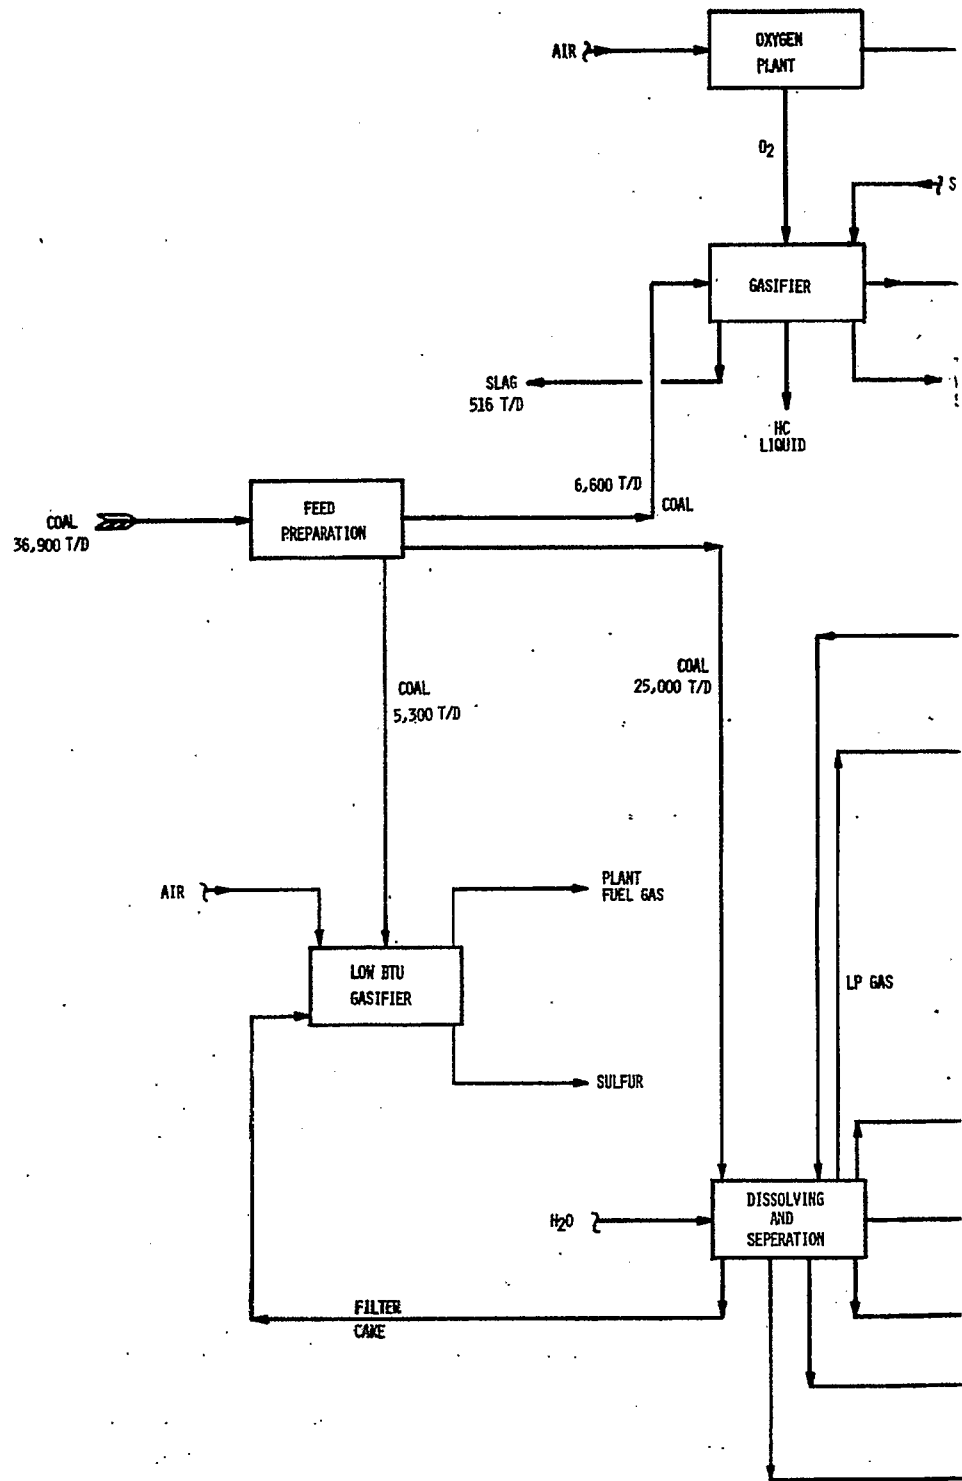 OXYGEN
PLANT
AIR
O2
S
GASIFIER
SLAG
516 T/D
HC
LIQUID
6,600 T/D
COAL
FEED
PREPARATION
COAL
36,900 T/D
COAL
25,000 T/D
COAL
5,300 T/D
AIR
PLANT
FUEL GAS
LOW BTU
GASIFIER
LP GAS
SULFUR
DISSOLVING
AND
SEPERATION
H2O
FILTER
CAKE